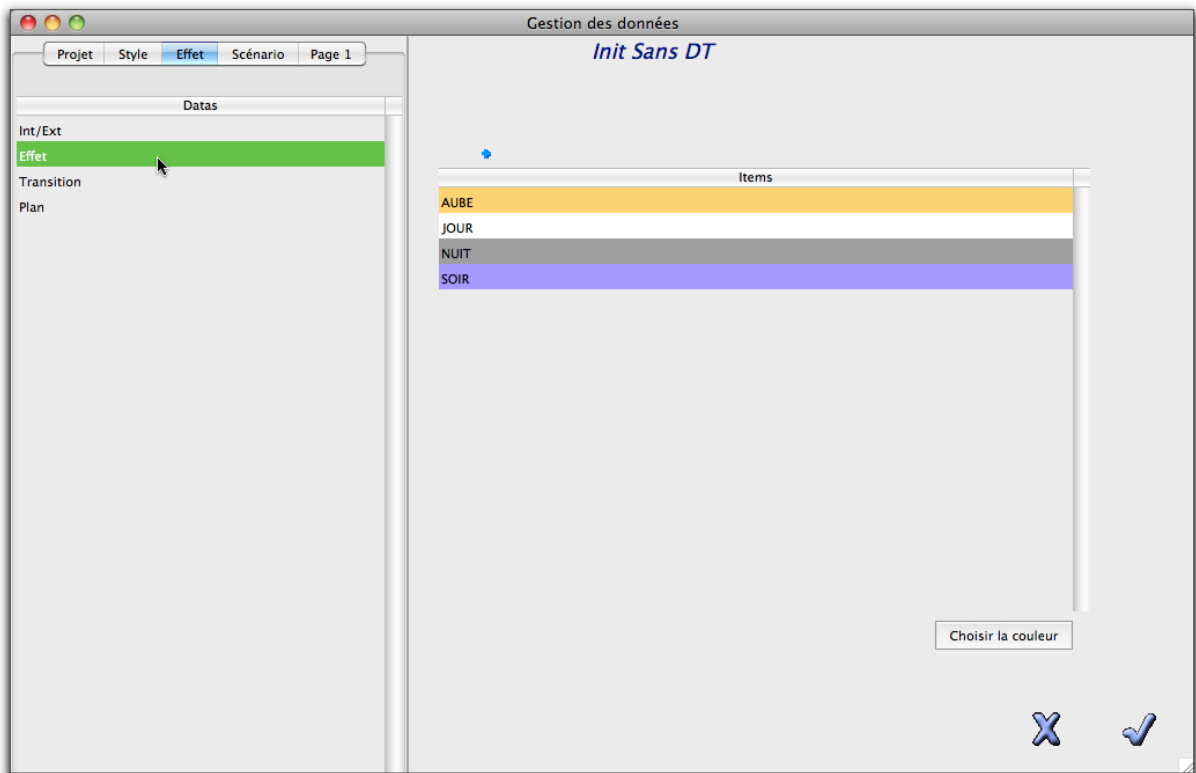 Gestion des données
Projet Style Effet Scénario Page 1
Init Sans DT
Datas
Int/Ext
Effet
Transition
Plan
Items
AUBE
JOUR
NUIT
SOIR
Choisir la couleur